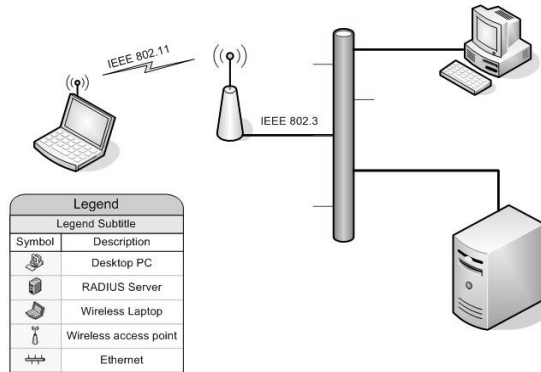 IEEE 802.11
IEEE 802.3
Legend
Legend Subtitle
Symbol Description
Desktop PC
RADIUS Server
Wireless Laptop
Wireless access point
Ethernet